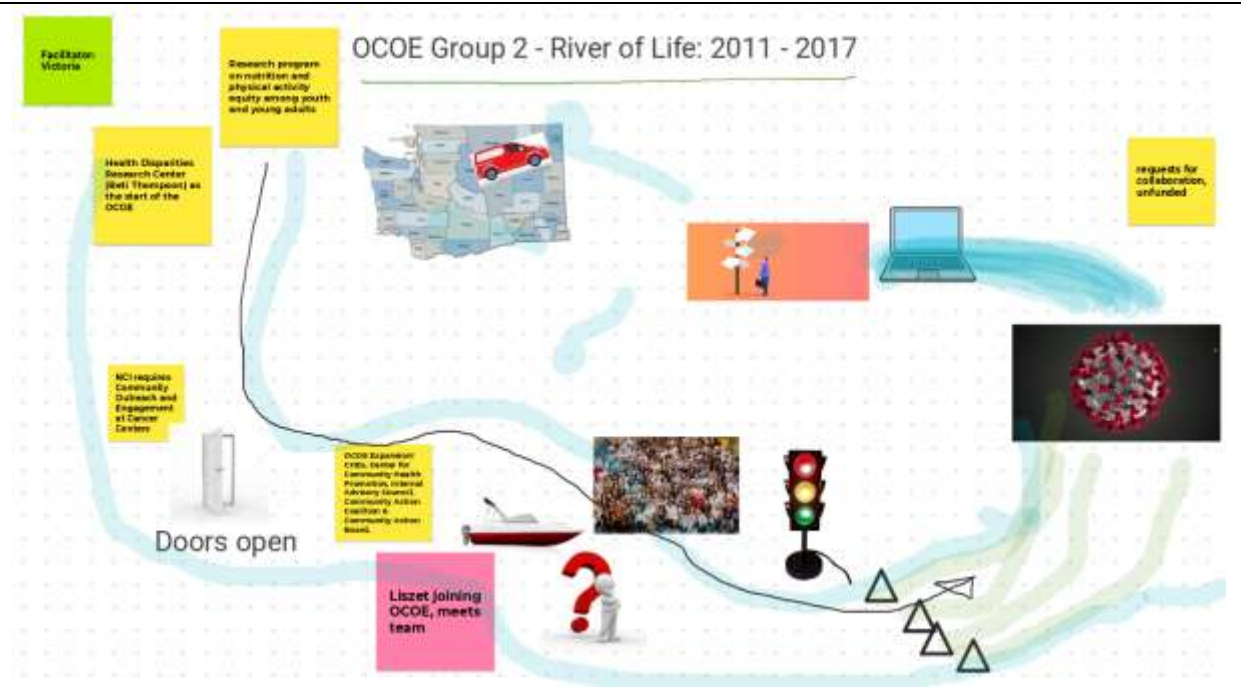 Facilitator:
Victoria
Research program
on nutrition and
physical activity
equity among youth
and young adults
OCOE Group 2 - River of Life: 2011 - 2017
Health Disparities
Research Center
(Beti Thompson) as
the start of the
OCOE
requests for
collaboration,
unfunded
NCI requires
Community
Outreach and
Engagement
at Cancer
Centers
Doors open
OCOE Expansion:
Center for
Community Health
Promotion, Internal
Advisory Council,
Community Action
Coalition &
Community Action
Board.
Liszet joining
OCOE, meets
team